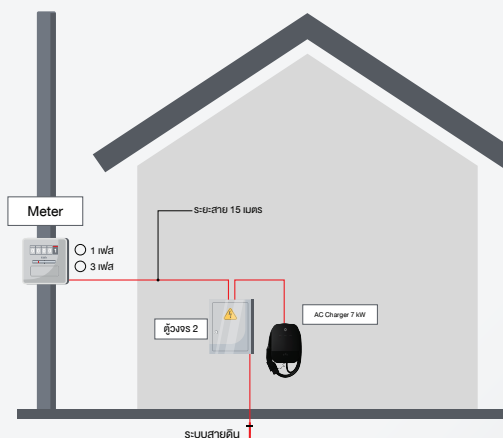 Meter
1 เฟส
3 เฟส
ระยะสาย 15 เมตร
ตู้วงจร 2
AC Charger 7 kW
ระบบสายดิน